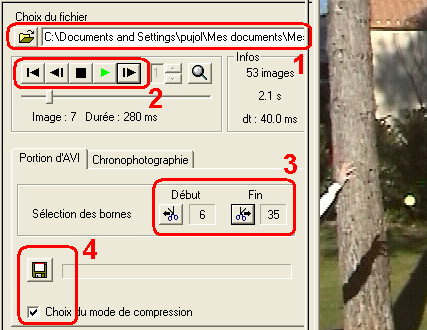 Choix du fichier
C:\Documents and Settings\pujol\Mes documents\Mes
1
Infos
53 images
2.1 s
dt : 40.0 ms
1
2
Image : 7 Durée : 280 ms
Portion d'AVI Chronophotographie
3
Début Fin
Sélection des bornes 6 35
4
Choix du mode de compression